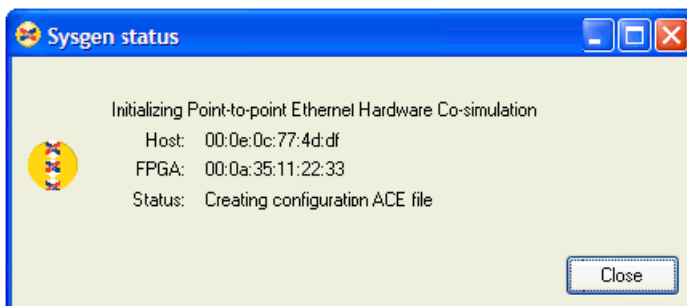 Sysgen status
Initializing Point-to-point Ethernel Hardware Co-simulation
Host: 00:0e:0c:77:4d:df
FPGA: 00:0a:35:11:22:33
Status: Creating configuration ACE file
Close